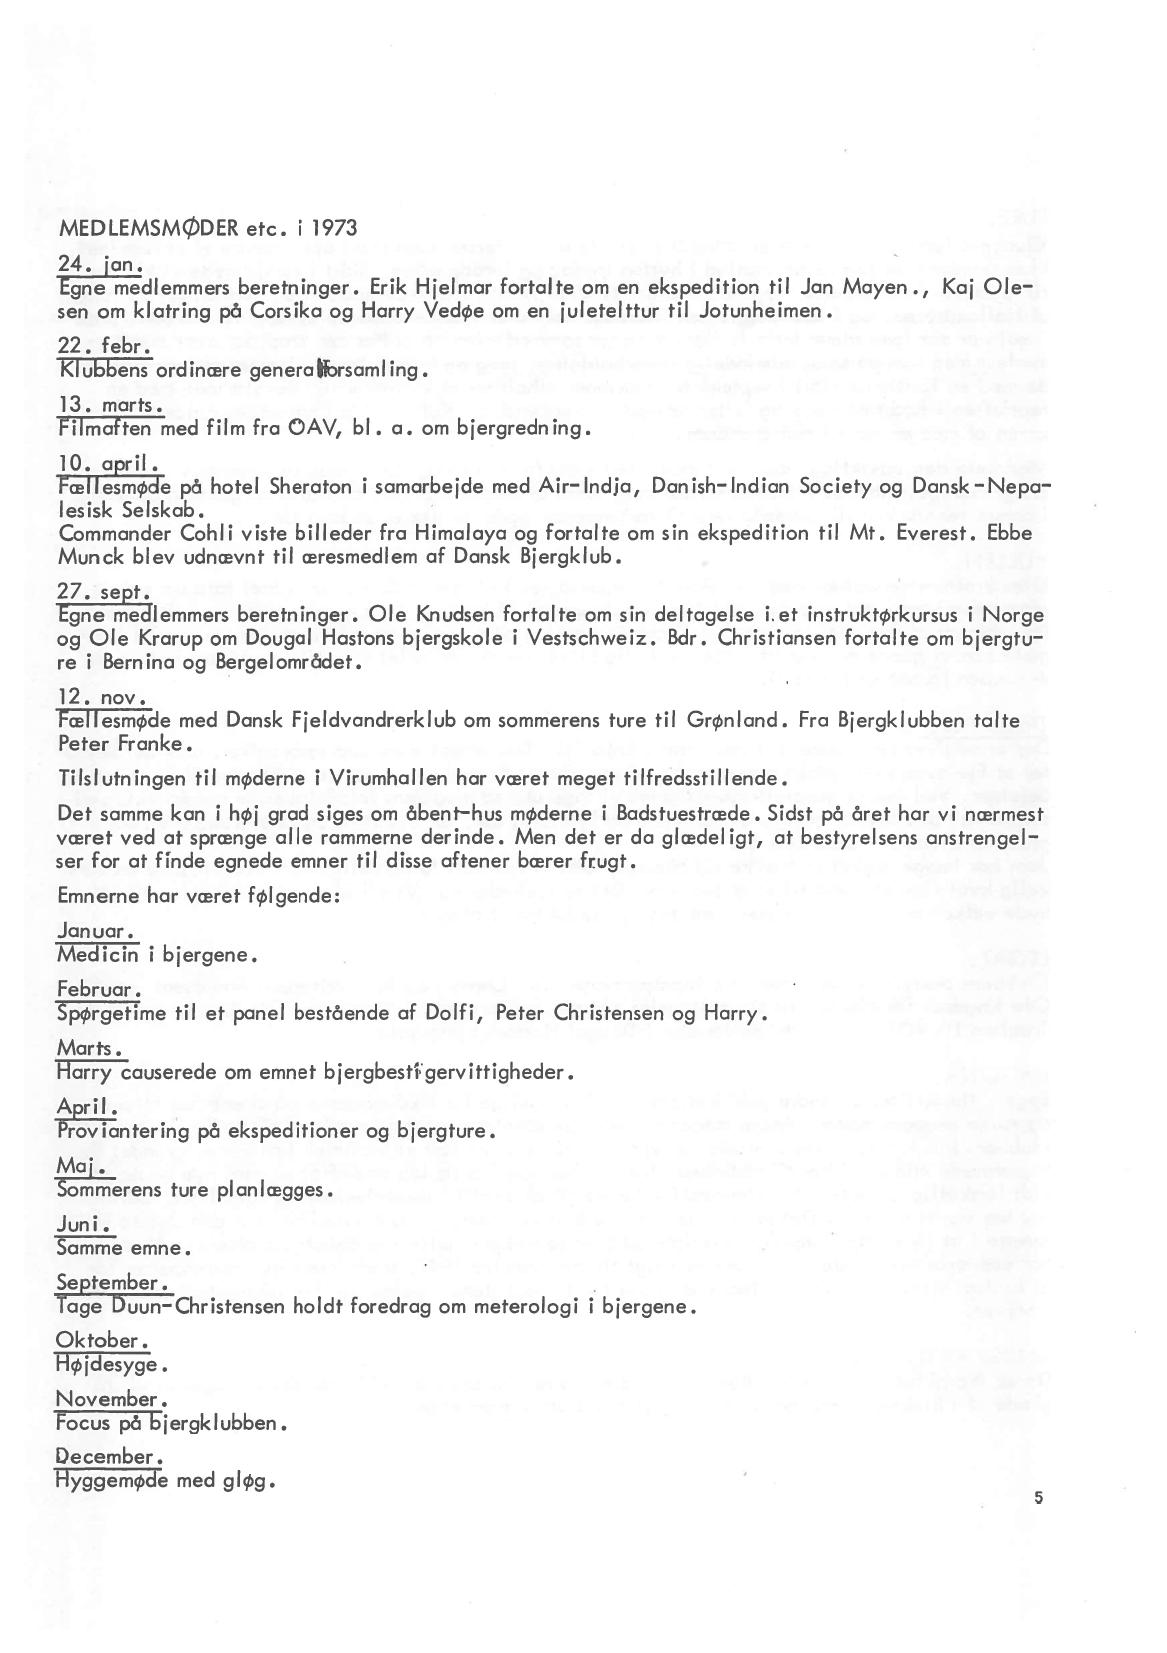 MEDLEMSMØDER etc. i 1973
24. jan.
Egne medlemmers beretninger. Erik Hjelmar fortalte om en ekspedition til Jan Mayen., Kaj Ole-
sen om klatring på Corsika og Harry Vedøe om en juletelttur til Jotunheimen.
22. febr.
Klubbens ordinære generalforsamling.
13. marts.
Filmaften med film fra ÖAV, bl. a. om bjergredning.
10. april.
Fællesmøde på hotel Sheraton i samarbejde med Air-Indja, Danish-Indian Society og Dansk-Nepa-
lesisk Selskab.
Commander Cohli viste billeder fra Himalaya og fortalte om sin ekspedition til Mt. Everest. Ebbe
Munck blev udnævnt til æresmedlem af Dansk Bjergklub.
27. sept.
Egne medlemmers beretninger. Ole Knudsen fortalte om sin deltagelse i.et instruktørkursus i Norge
og Ole Krarup om Dougal Hastons bjergskole i Vestschweiz. Bdr. Christiansen fortalte om bjergtu-
re i Bernina og Bergelområdet.
12. nov.
Fællesmøde med Dansk Fjeldvandrerklub om sommerens ture til Grønland. Fra Bjergklubben talte
Peter Franke.
Tilslutningen til møderne i Virumhallen har været meget tilfredsstillende.
Det samme kan i høj grad siges om åbent-hus møderne i Badstuestræde. Sidst på året har vi nærmest
været ved at sprænge alle rammerne derinde. Men det er da glædeligt, at bestyrelsens anstrengel-
ser for at finde egnede emner til disse aftener bærer frugt.
Emnerne har været følgende:
Januar.
Medicin i bjergene.
Februar.
Spørgetime til et panel bestående af Dolfi, Peter Christensen og Harry.
Marts.
Harry causerede om emnet bjergbestigervittigheder.
April.
Proviantering på ekspeditioner og bjergture.
Maj.
Sommerens ture planlægges.
Juni.
Samme emne.
September.
Tage Duun-Christensen holdt foredrag om meterologi i bjergene.
Oktober.
Højdesyge.
November.
Focus på bjergklubben.
December.
Hyggemøde med gløg.
5